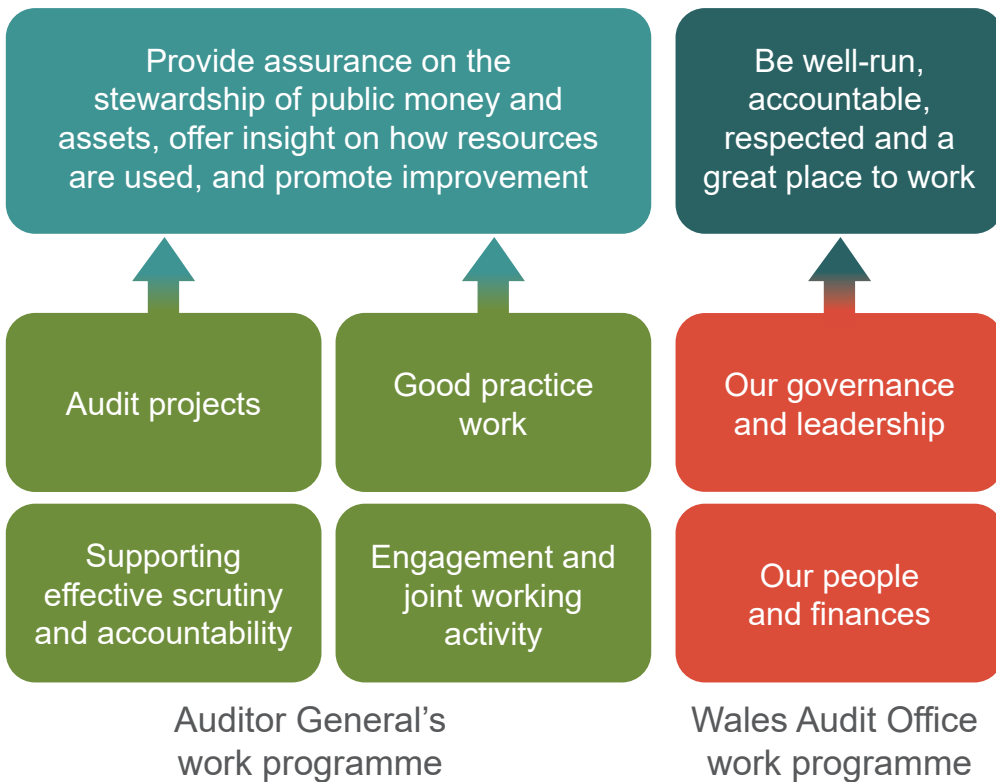 Provide assurance on the
stewardship of public money and
assets, offer insight on how resources
are used, and promote improvement
Be well-run,
accountable,
respected and a
great place to work
Audit projects
Good practice
work
Our governance
and leadership
Supporting
effective scrutiny
and accountability
Engagement and
joint working
activity
Our people
and finances
Auditor General’s
work programme
Wales Audit Office
work programme